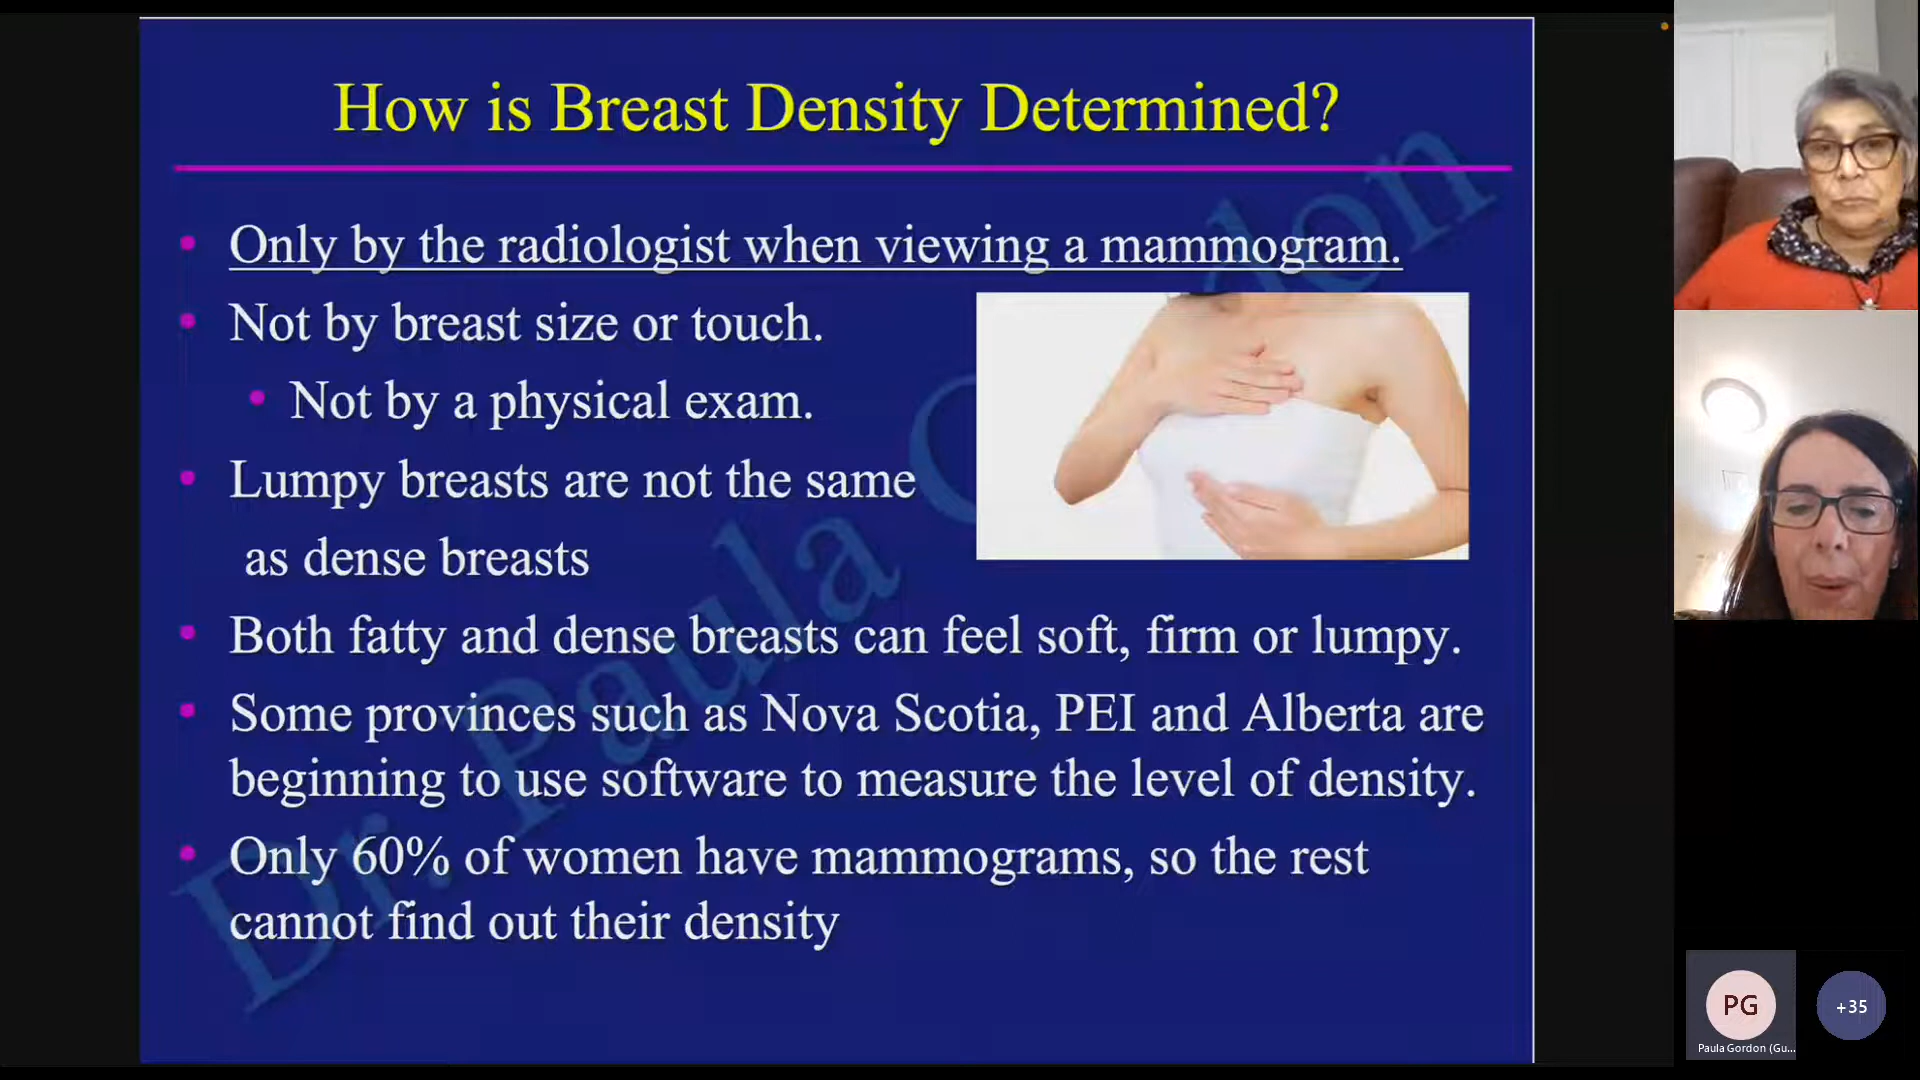 How is Breast Density Determined?
• Only by the radiologist when viewing a mammogram.
• Not by breast size or touch.
• Not by a physical exam.
• Lumpy breasts are not the same
as dense breasts
• Both fatty and dense breasts can feel soft, firm or lumpy.
• Some provinces such as Nova Scotia, PEI and Alberta are
beginning to use software to measure the level of density.
• Only 60% of women have mammograms, so the rest
cannot find out their density
Dr. Paula G don
PG
Paula Gordon (Gu...
+35